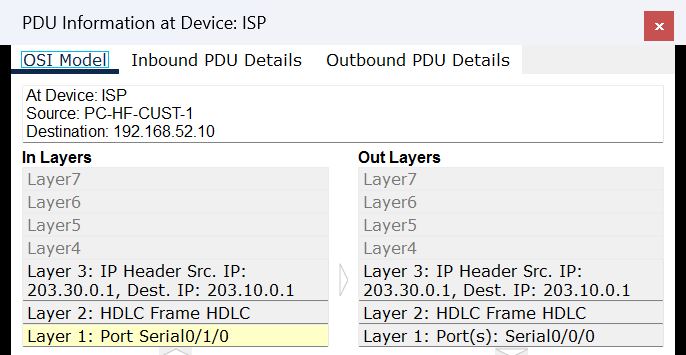 PDU Information at Device: ISP
x
OSI Model
Inbound PDU Details
Outbound PDU Details
At Device: ISP
Source: PC-HF-CUST-1
Destination: 192.168.52.10
In Layers
Layer7
Layer6
Layer5
Layer4
Layer 3: IP Header Src. IP:
203.30.0.1, Dest. IP: 203.10.0.1
Layer 2: HDLC Frame HDLC
Layer 1: Port Serial0/1/0
Out Layers
Layer7
Layer6
Layer5
Layer4
Layer 3: IP Header Src. IP:
203.30.0.1, Dest. IP: 203.10.0.1
Layer 2: HDLC Frame HDLC
Layer 1: Port(s): Serial0/0/0